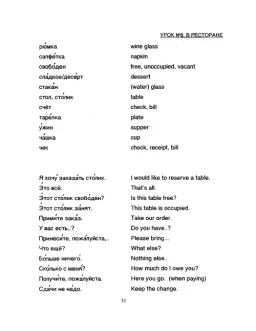 УРОК №8, В РЕСТОРАНЕ
рю́мка wine glass
салфе́тка napkin
свобо́ден free, unoccupied, vacant
сла́дкое/десе́рт dessert
стака́н (water) glass
стол, сто́лик table
счёт check, bill
таре́лка plate
у́жин supper
ча́шка cup
чек check, receipt, bill
Я хочу́ заказа́ть сто́лик. I would like to reserve a table.
Э́то всё. That's all.
Э́тот сто́лик свобо́ден? Is this table free?
Э́тот сто́лик за́нят. This table is occupied.
Прими́те зака́з. Take our order.
У вас есть..? Do you have..?
Принеси́те, пожа́луйста,.. Please bring...
Что ещё? What else?
Бо́льше ничего́. Nothing else.
Ско́лько с меня́? How much do I owe you?
Получи́те, пожа́луйста. Here you go. (when paying)
Сда́чи не на́до. Keep the change.
51